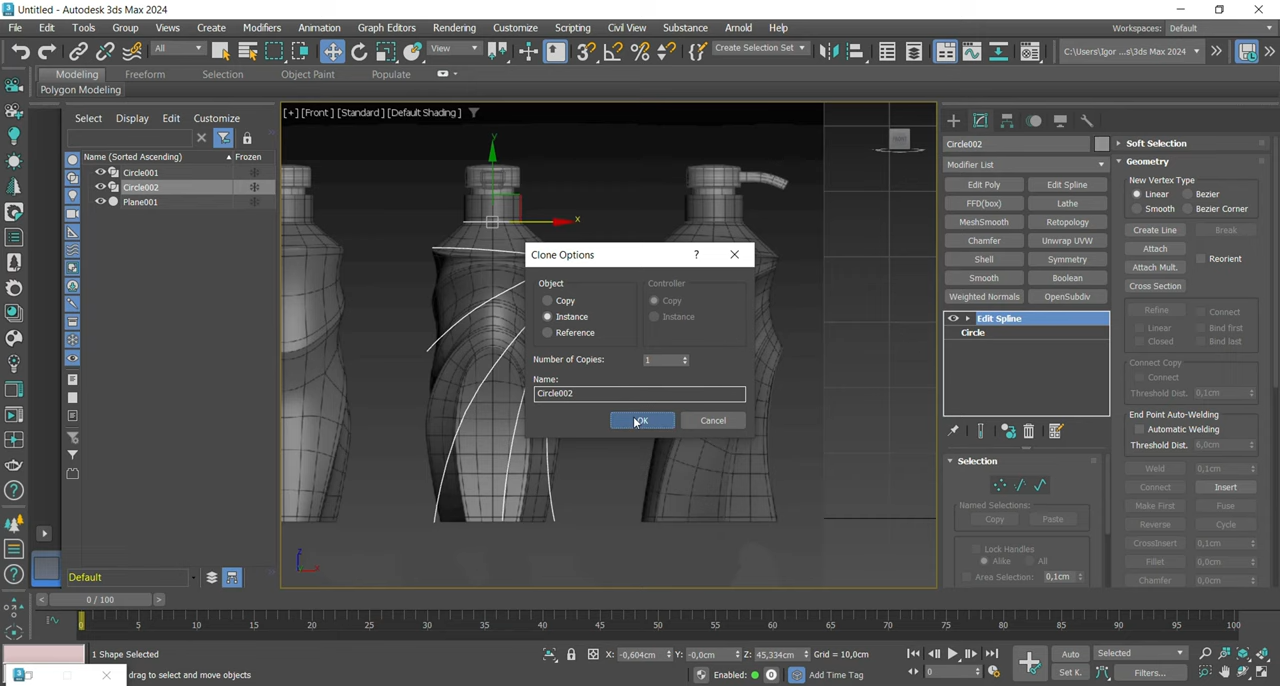 Untitled - Autodesk 3ds Max 2024
File Edit Tools Group Views Create Modifiers Animation Graph Editors Rendering Customize Scripting Civil View Substance Arnold Help
Workspaces: Default
All View Create Selection Set C:\Users\Igor ...s\3ds Max 2024
Modeling Freeform Selection Object Paint Populate
Polygon Modeling
Select Display Edit Customize
Name (Sorted Ascending) Frozen
Circle001
Circle002
Plane001
[+] [Front ] [Standard ] [Default Shading ]
FRONT
y
x
Clone Options ?
Object
Copy
Instance
Reference
Controller
Copy
Instance
Number of Copies: 1
Name:
Circle002
OK Cancel
z
Circle002
Modifier List
Edit Poly Edit Spline
FFD(box) Lathe
MeshSmooth Retopology
Chamfer Unwrap UVW
Shell Symmetry
Smooth Boolean
Weighted Normals OpenSubdiv
Edit Spline
Circle
Selection
Named Selections:
Copy Paste
Lock Handles
Alike All
Area Selection: 0,1cm
Soft Selection
Geometry
New Vertex Type
Linear Bezier
Smooth Bezier Corner
Create Line Break
Attach Reorient
Attach Mult.
Cross Section
Refine Connect
Linear Bind first
Closed Bind last
Connect Copy
Connect
Threshold Dist. 0,1cm
End Point Auto-Welding
Automatic Welding
Threshold Dist. 6,0cm
Weld 0,1cm
Connect Insert
Make First Fuse
Reverse Cycle
CrossInsert 0,1cm
Fillet 0,0cm
Chamfer 0,0cm
Default
< 0 / 100 >
0 5 10 15 20 25 30 35 40 45 50 55 60 65 70 75 80 85 90 95 100
1 Shape Selected
X: -0,604cm Y: -0,0cm Z: 45,334cm Grid = 10,0cm
Auto Selected
drag to select and move objects
Enabled: 0 Add Time Tag
0
Set K. Filters...